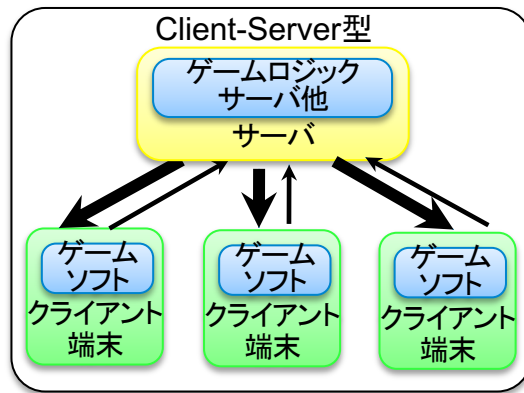 Client-Server型
ゲームロジック
サーバ他
サーバ
ゲーム
ソフト
クライアント
端末
ゲーム
ソフト
クライアント
端末
ゲーム
ソフト
クライアント
端末